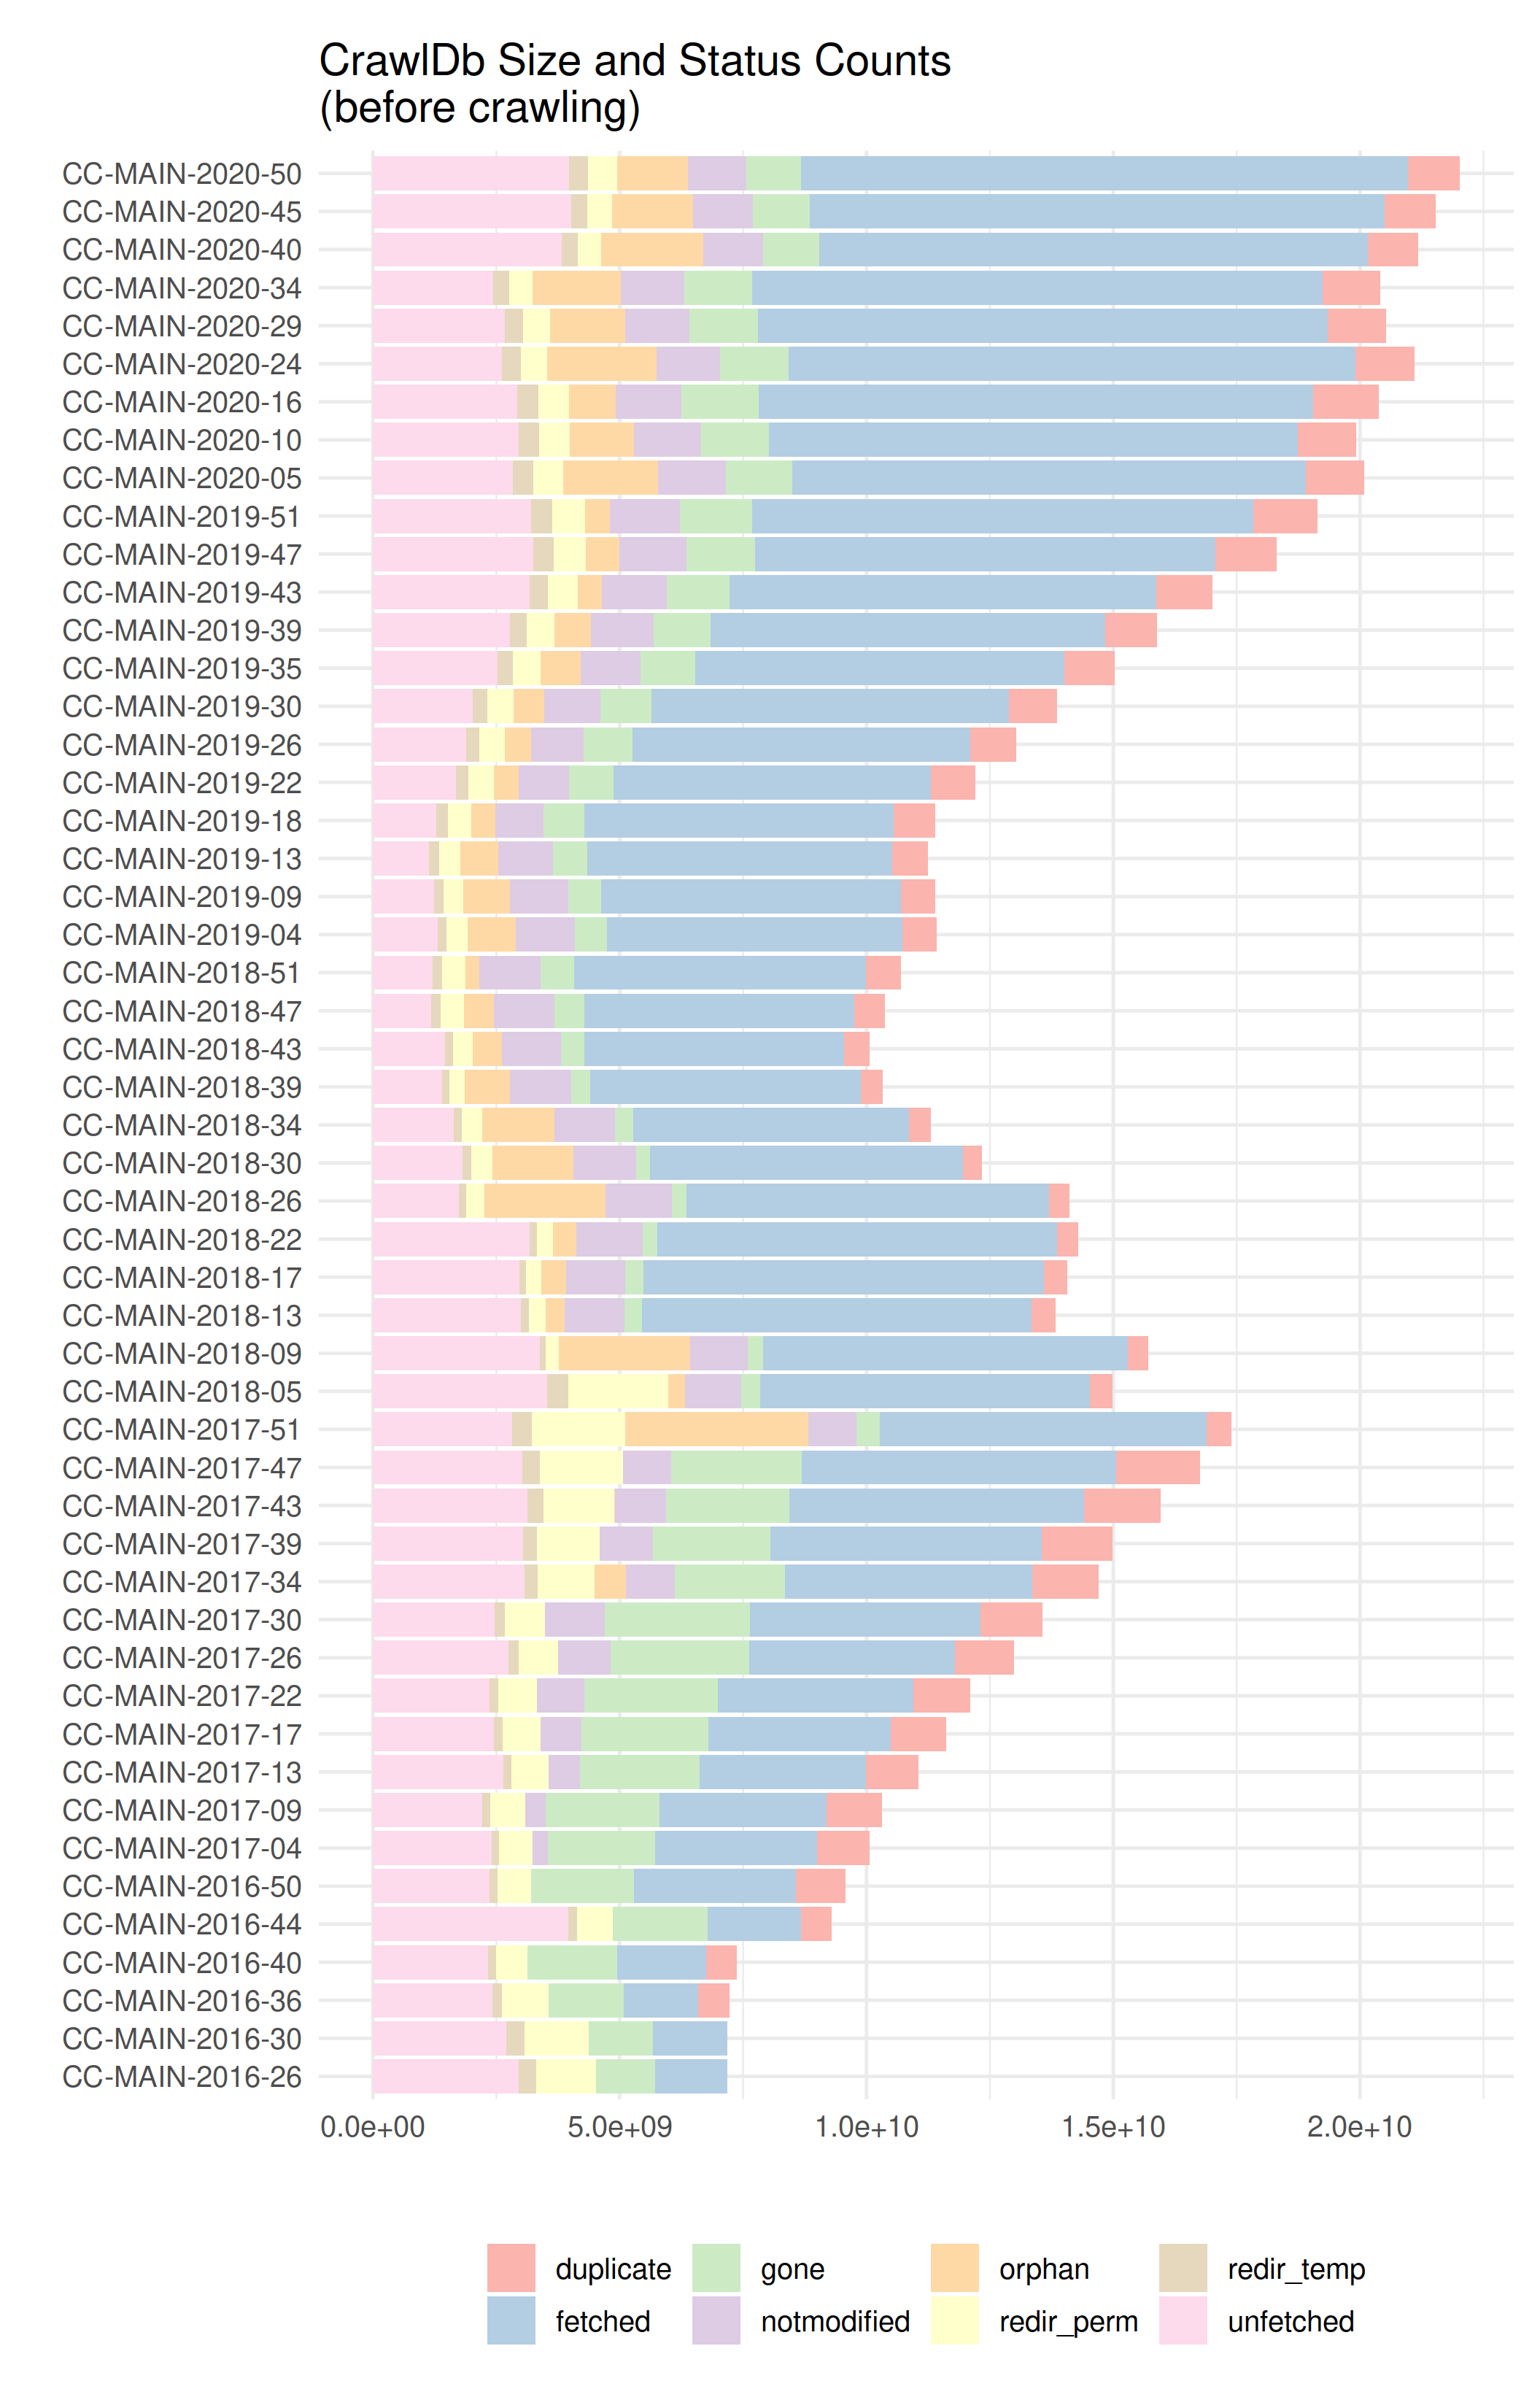 CrawlDb Size and Status Counts
(before crawling)
CC-MAIN-2020-50
CC-MAIN-2020-45
CC-MAIN-2020-40
CC-MAIN-2020-34
CC-MAIN-2020-29
CC-MAIN-2020-24
CC-MAIN-2020-16
CC-MAIN-2020-10
CC-MAIN-2020-05
CC-MAIN-2019-51
CC-MAIN-2019-47
CC-MAIN-2019-43
CC-MAIN-2019-39
CC-MAIN-2019-35
CC-MAIN-2019-30
CC-MAIN-2019-26
CC-MAIN-2019-22
CC-MAIN-2019-18
CC-MAIN-2019-13
CC-MAIN-2019-09
CC-MAIN-2019-04
CC-MAIN-2018-51
CC-MAIN-2018-47
CC-MAIN-2018-43
CC-MAIN-2018-39
CC-MAIN-2018-34
CC-MAIN-2018-30
CC-MAIN-2018-26
CC-MAIN-2018-22
CC-MAIN-2018-17
CC-MAIN-2018-13
CC-MAIN-2018-09
CC-MAIN-2018-05
CC-MAIN-2017-51
CC-MAIN-2017-47
CC-MAIN-2017-43
CC-MAIN-2017-39
CC-MAIN-2017-34
CC-MAIN-2017-30
CC-MAIN-2017-26
CC-MAIN-2017-22
CC-MAIN-2017-17
CC-MAIN-2017-13
CC-MAIN-2017-09
CC-MAIN-2017-04
CC-MAIN-2016-50
CC-MAIN-2016-44
CC-MAIN-2016-40
CC-MAIN-2016-36
CC-MAIN-2016-30
CC-MAIN-2016-26
0.0e+00 5.0e+09 1.0e+10 1.5e+10 2.0e+10
duplicate gone orphan redir_temp
fetched notmodified redir_perm unfetched